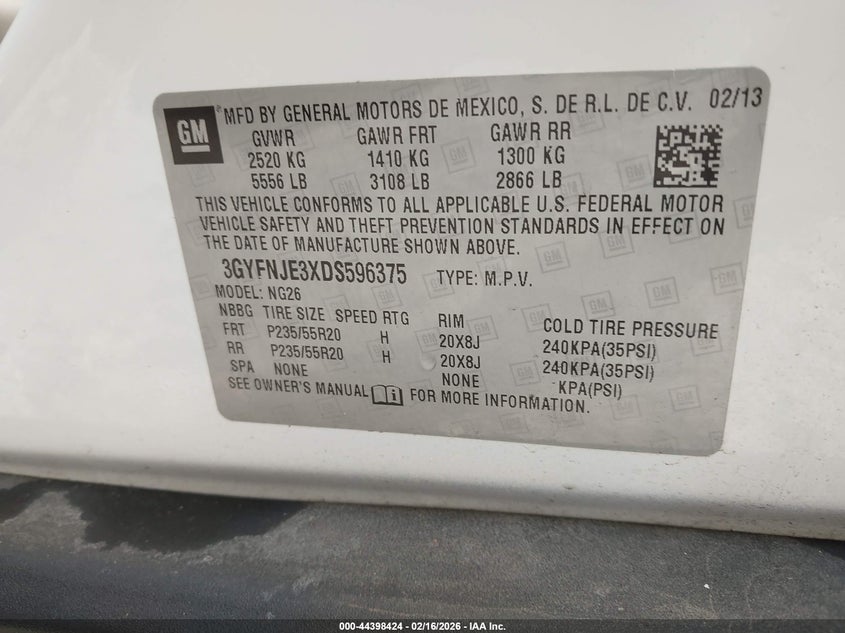 GM
MFD BY GENERAL MOTORS DE MEXICO, S. DE R.L. DE C.V. 02/13
GVWR GAWR FRT GAWR RR
2520 KG 1410 KG 1300 KG
5556 LB 3108 LB 2866 LB
THIS VEHICLE CONFORMS TO ALL APPLICABLE U.S. FEDERAL MOTOR
VEHICLE SAFETY AND THEFT PREVENTION STANDARDS IN EFFECT ON
THE DATE OF MANUFACTURE SHOWN ABOVE.
3GYFNJE3XDS596375 TYPE: M.P.V.
MODEL: NG26
NBBG TIRE SIZE SPEED RTG RIM COLD TIRE PRESSURE
FRT P235/55R20 H 20X8J 240KPA(35PSI)
RR P235/55R20 H 20X8J 240KPA(35PSI)
SPA NONE NONE KPA(PSI)
SEE OWNER'S MANUAL i FOR MORE INFORMATION.
000-44398424 / 02/16/2026 - IAA Inc.